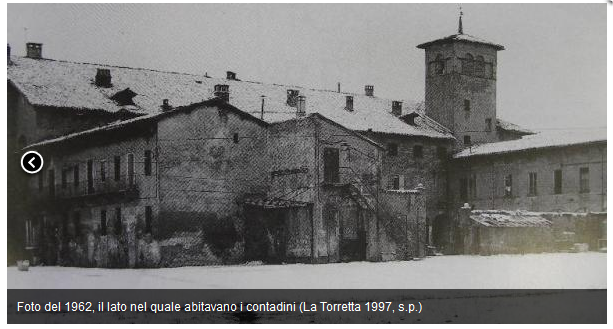 Foto del 1962, il lato nel quale abitavano i contadini (La Torretta 1997, s.p.)